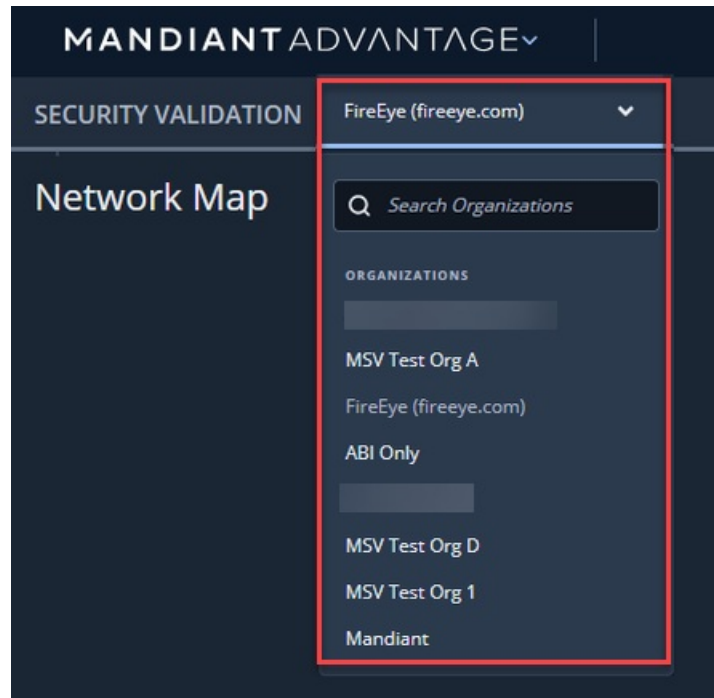 MANDIANT ADVANTAGE
SECURITY VALIDATION
FireEye (fireeye.com)
Network Map
Search Organizations
ORGANIZATIONS
MSV Test Org A
FireEye (fireeye.com)
ABI Only
MSV Test Org D
MSV Test Org 1
Mandiant